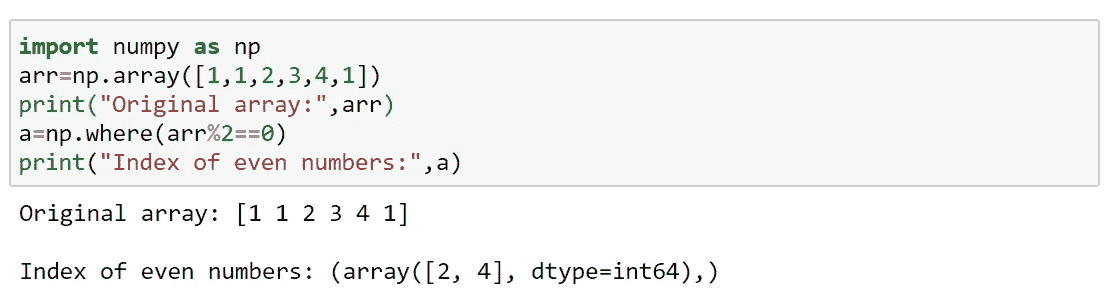 import numpy as np
arr=np.array([1,1,2,3,4,1])
print("Original array:",arr)
a=np.where(arr%2==0)
print("Index of even numbers:",a)
Original array: [1 1 2 3 4 1]
Index of even numbers: (array([2, 4], dtype=int64),)